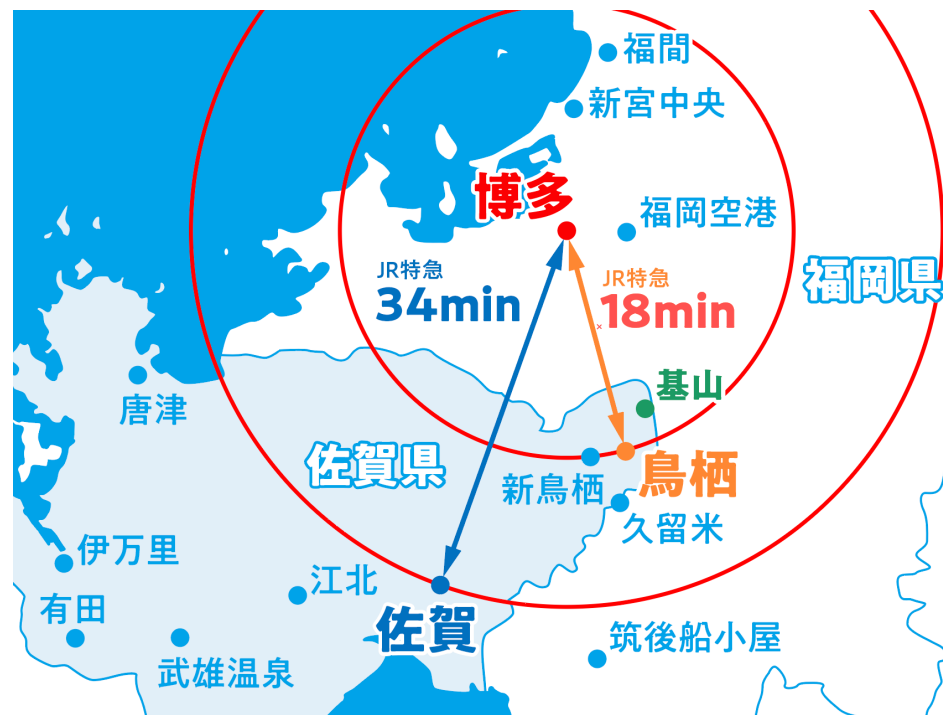 福間
新宮中央
博多
福岡空港
JR特急
34min
JR特急
18min
福岡県
基山
唐津
佐賀県
鳥栖
新鳥栖
久留米
伊万里
江北
有田
佐賀
武雄温泉
筑後船小屋